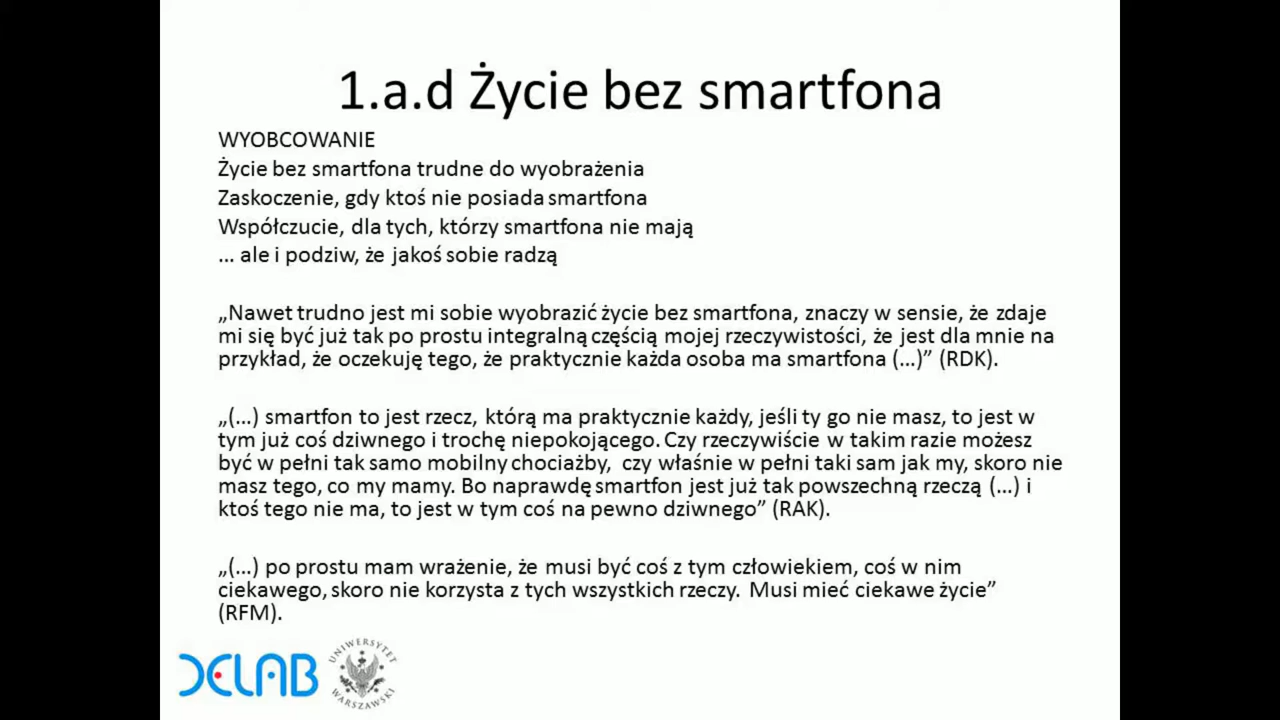 1.a.d Życie bez smartfona
WYOBCOWANIE
Życie bez smartfona trudne do wyobrażenia
Zaskoczenie, gdy ktoś nie posiada smartfona
Współczucie, dla tych, którzy smartfona nie mają
... ale i podziw, że jakoś sobie radzą
„Nawet trudno jest mi sobie wyobrazić życie bez smartfona, znaczy w sensie, że zdaje
mi się być już tak po prostu integralną częścią mojej rzeczywistości, że jest dla mnie na
przykład, że oczekuję tego, że praktycznie każda osoba ma smartfona (...)” (RDK).
„(...) smartfon to jest rzecz, którą ma praktycznie każdy, jeśli ty go nie masz, to jest w
tym już coś dziwnego i trochę niepokojącego. Czy rzeczywiście w takim razie możesz
być w pełni tak samo mobilny chociażby, czy właśnie w pełni taki sam jak my, skoro nie
masz tego, co my mamy. Bo naprawdę smartfon jest już tak powszechną rzeczą (...) i
ktoś tego nie ma, to jest w tym coś na pewno dziwnego” (RAK).
„(...) po prostu mam wrażenie, że musi być coś z tym człowiekiem, coś w nim
ciekawego, skoro nie korzysta z tych wszystkich rzeczy. Musi mieć ciekawe życie”
(RFM).
DELAB
UNIWERSYTET
WARSZAWSKI